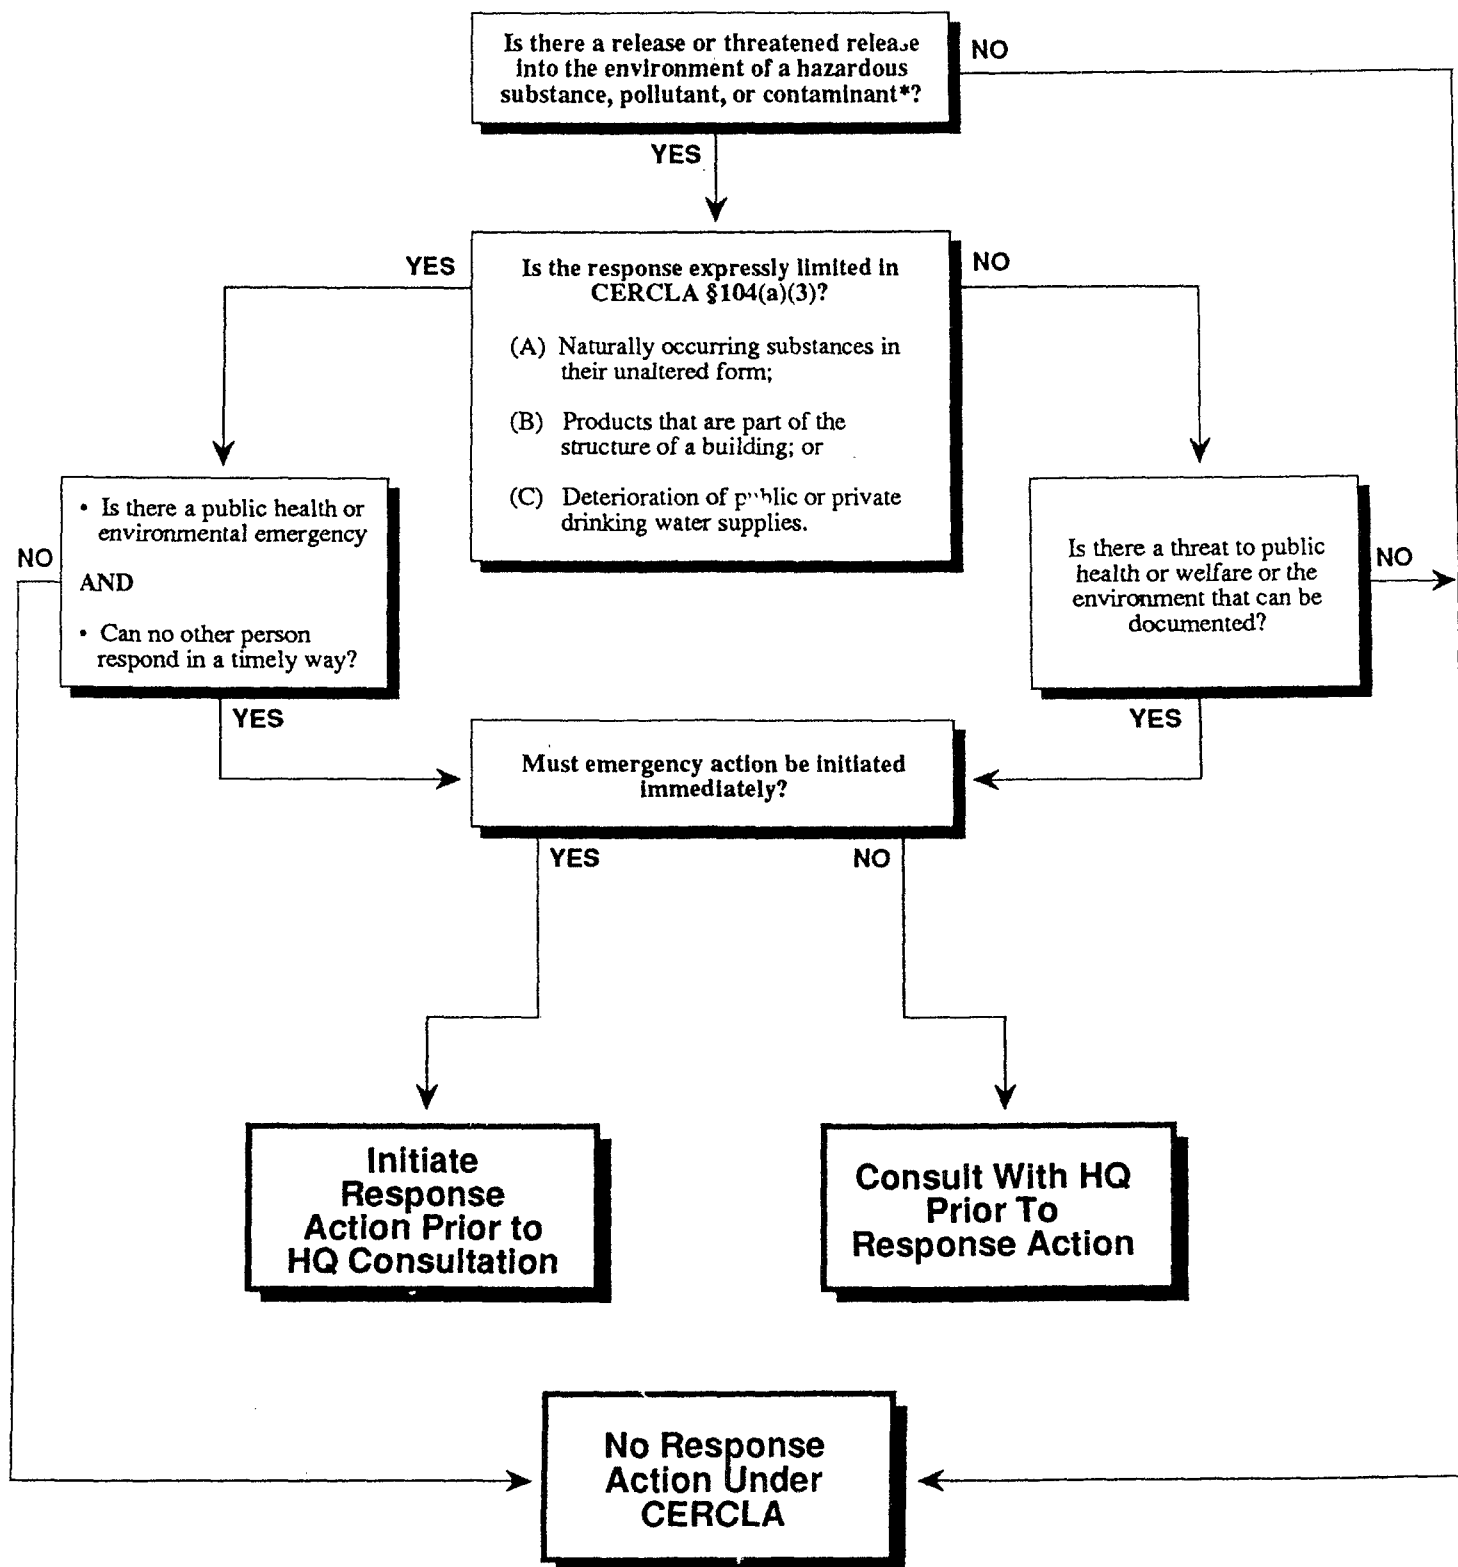 Is there a release or threatened release
into the environment of a hazardous
substance, pollutant, or contaminant*?
NO
YES
YES
Is the response expressly limited in
CERCLA §104(a)(3)?
NO
(A) Naturally occurring substances in
their unaltered form;
(B) Products that are part of the
structure of a building; or
(C) Deterioration of public or private
drinking water supplies.
NO
• Is there a public health or
environmental emergency
AND
• Can no other person
respond in a timely way?
YES
Is there a threat to public
health or welfare or the
environment that can be
documented?
NO
YES
Must emergency action be initiated
immediately?
YES
NO
Initiate
Response
Action Prior to
HQ Consultation
Consult With HQ
Prior To
Response Action
No Response
Action Under
CERCLA